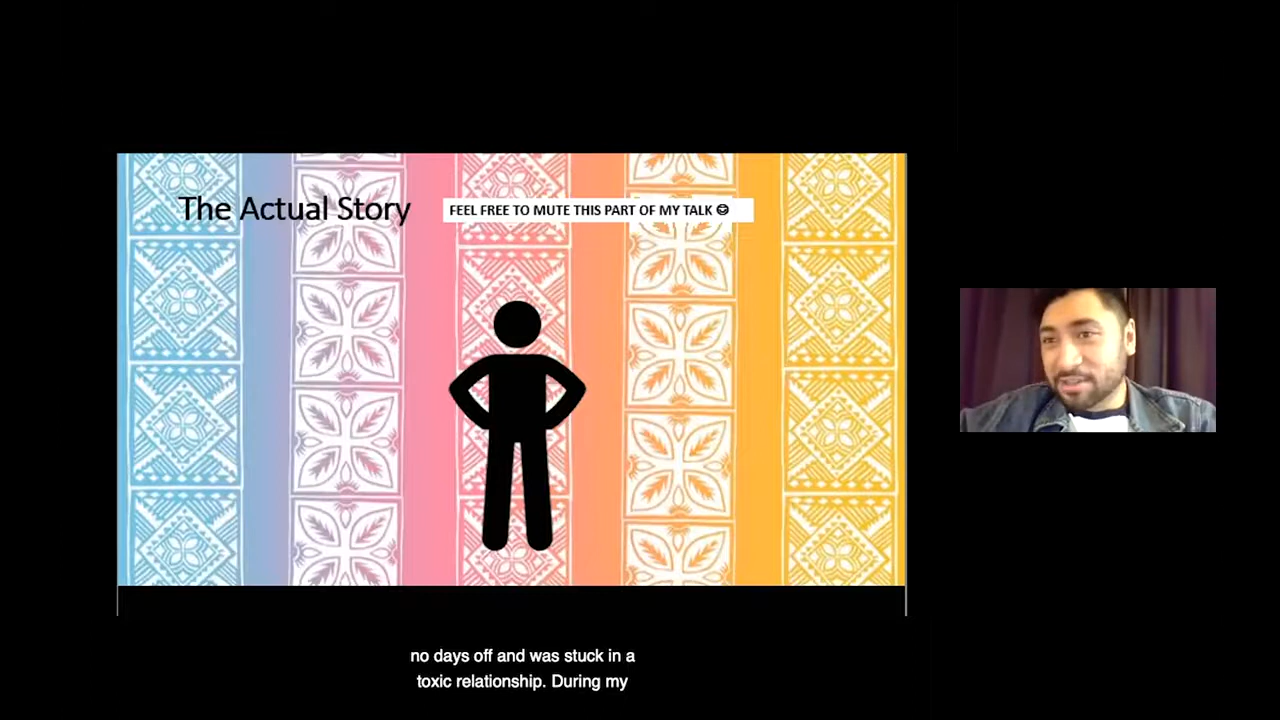 The Actual Story
FEEL FREE TO MUTE THIS PART OF MY TALK 😊
no days off and was stuck in a
toxic relationship. During my